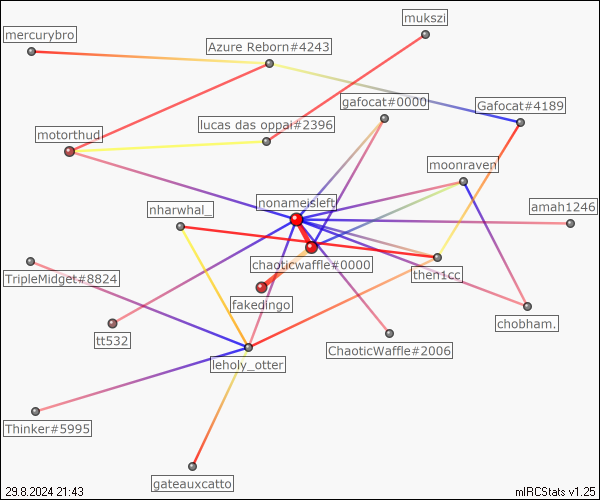 mukszi
mercurybro
Azure Reborn#4243
gafocat#0000
Gafocat#4189
lucas das oppai#2396
motorthud
moonraven
nonameisleft
nharwhal_
amah1246
chaoticwaffle#0000
then1cc
TripleMidget#8824
fakedingo
chobham.
tt532
ChaoticWaffle#2006
leholy_otter
Thinker#5995
gateauxcatto
29.8.2024 21:43
mIRCStats v1.25